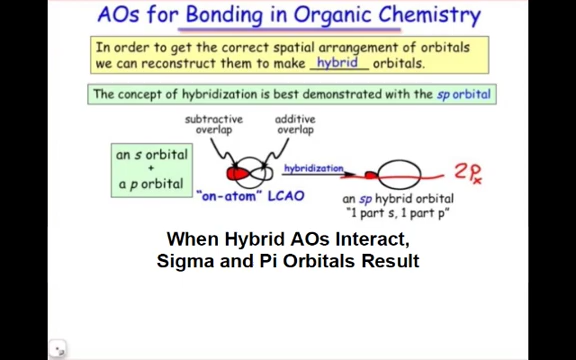 AOs for Bonding in Organic Chemistry
In order to get the correct spatial arrangement of orbitals
we can reconstruct them to make hybrid orbitals.
The concept of hybridization is best demonstrated with the sp orbital
subtractive
overlap
additive
overlap
an s orbital
+
a p orbital
hybridization
2Px
"on-atom" LCAO
an sp hybrid orbital
"1 part s, 1 part p"
When Hybrid AOs Interact,
Sigma and Pi Orbitals Result